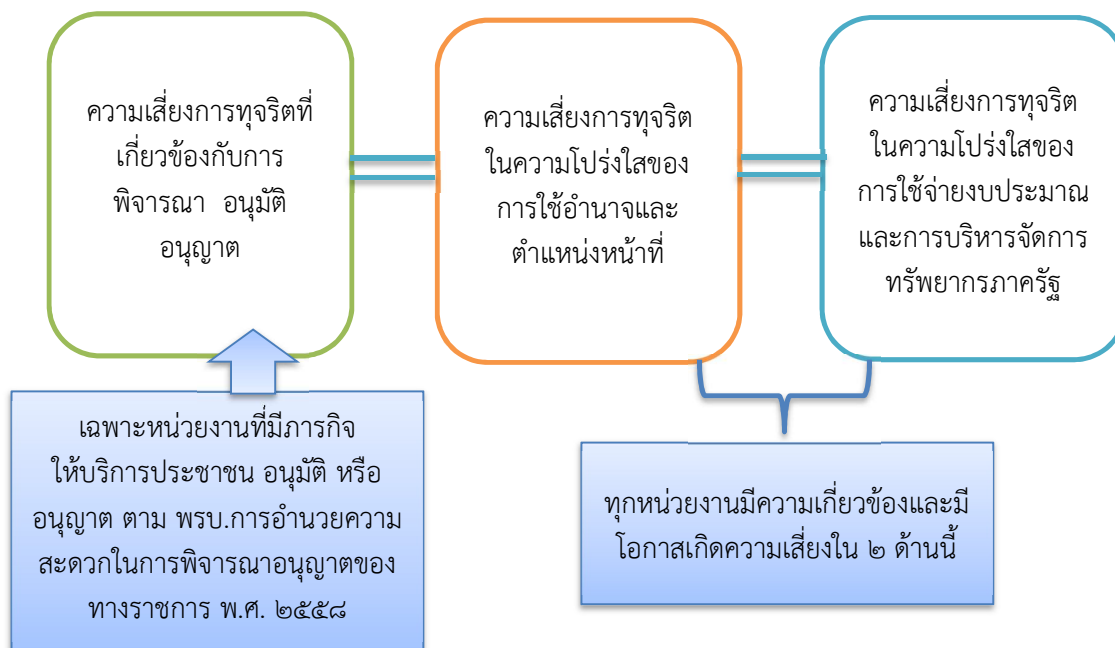 ความเสี่ยงการทุจริตที่
เกี่ยวข้องกับการ
พิจารณา อนุมัติ
อนุญาต
ความเสี่ยงการทุจริต
ในความโปร่งใสของ
การใช้อำนาจและ
ตำแหน่งหน้าที่
ความเสี่ยงการทุจริต
ในความโปร่งใสของ
การใช้จ่ายงบประมาณ
และการบริหารจัดการ
ทรัพยากรภาครัฐ
เฉพาะหน่วยงานที่มีภารกิจ
ให้บริการประชาชน อนุมัติ หรือ
อนุญาต ตาม พรบ.การอำนวยความ
สะดวกในการพิจารณาอนุญาตของ
ทางราชการ พ.ศ. ๒๕๕๘
ทุกหน่วยงานมีความเกี่ยวข้องและมี
โอกาสเกิดความเสี่ยงใน ๒ ด้านนี้